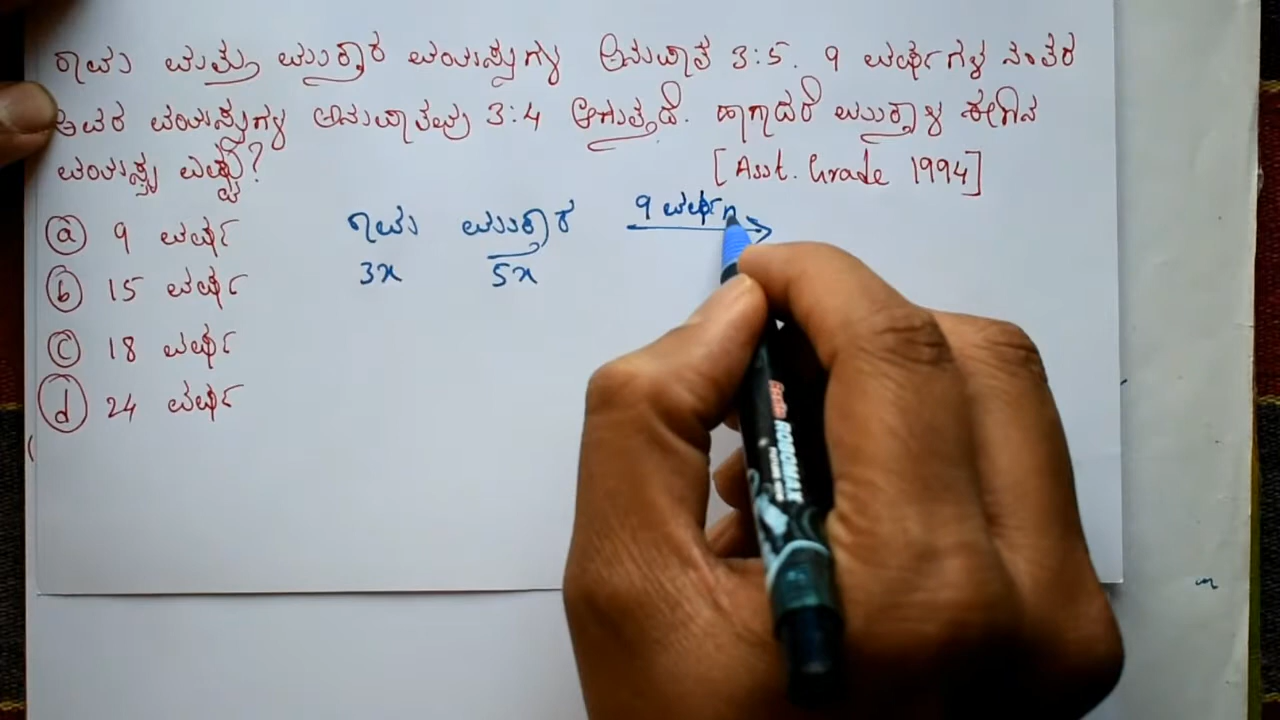 ರಾಮ ಮತ್ತು ಮುಕ್ತಾರ ವಯಸ್ಸುಗಳ ಅನುಪಾತ 3:5. 9 ವರ್ಷಗಳ ನಂತರ
ಅವರ ವಯಸ್ಸುಗಳ ಅನುಪಾತವು 3:4 ಆಗುತ್ತದೆ. ಹಾಗಾದರೆ ಮುಕ್ತಾಳ ಈಗಿನ
ವಯಸ್ಸು ಎಷ್ಟು? [Asst. Grade 1994]
ⓐ 9 ವರ್ಷ
ⓑ 15 ವರ್ಷ
ⓒ 18 ವರ್ಷ
ⓓ 24 ವರ್ಷ
ರಾಮ ಮುಕ್ತಾರ 9 ವರ್ಷಗ
3x 5x
ROBOMAX